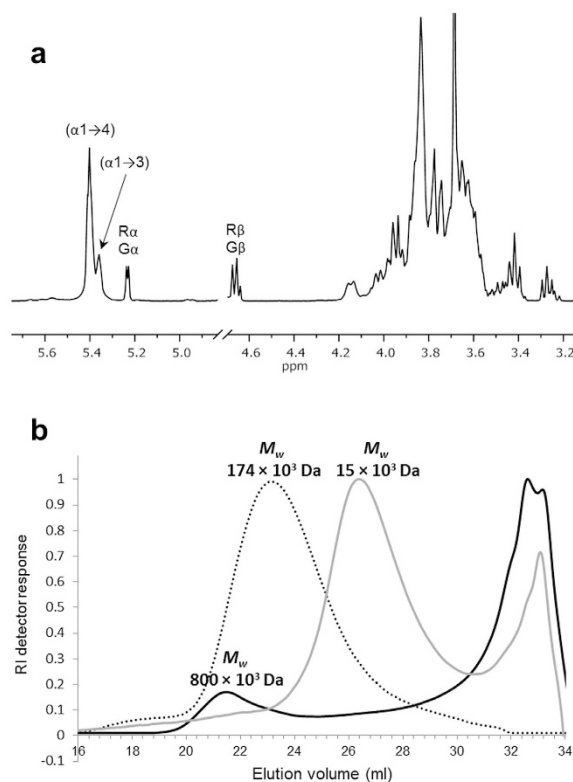 a
(α1→4)
(α1→3)
Rα
Gα
Rβ
Gβ
5.6 5.4 5.2 5.0 4.6 4.4 4.2 4.0 3.8 3.6 3.4 3.2
ppm
b
Mw
174 × 10³ Da
Mw
15 × 10³ Da
Mw
800 × 10³ Da
RI detector response
1
0.9
0.8
0.7
0.6
0.5
0.4
0.3
0.2
0.1
0
-0.1
16 18 20 22 24 26 28 30 32 34
Elution volume (ml)